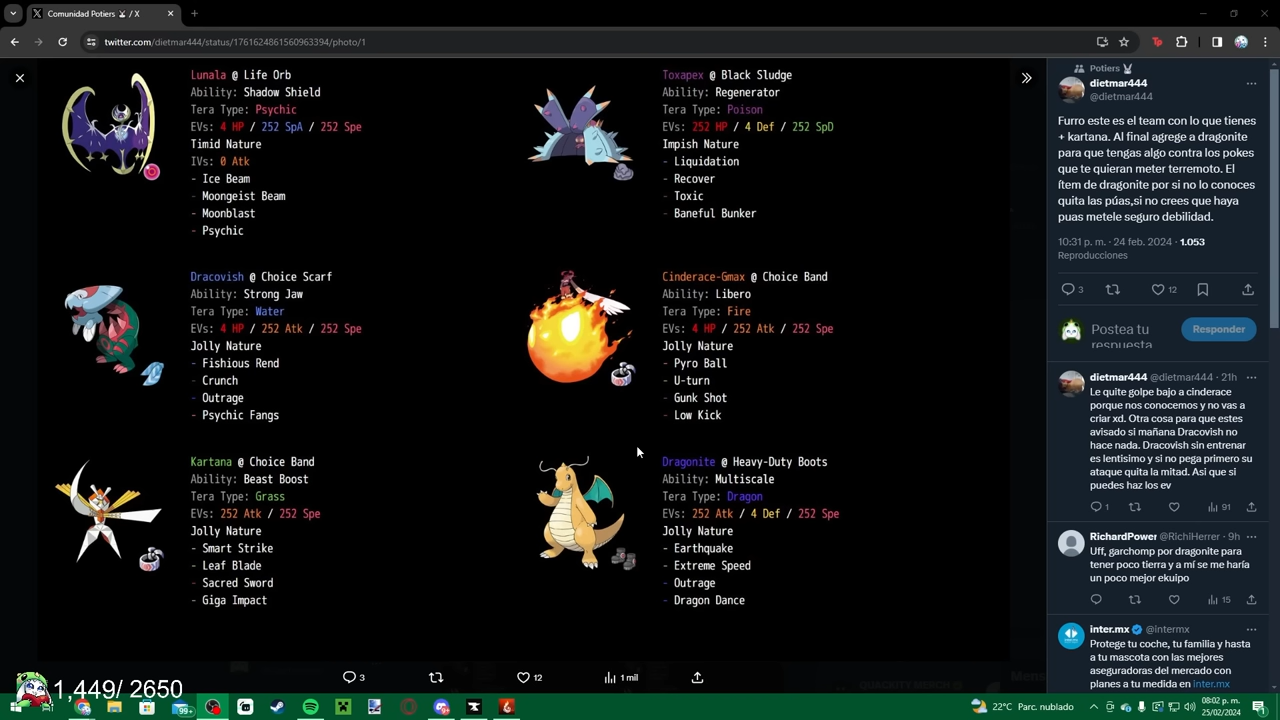 Comunidad Potiers / X
twitter.com/dietmar444/status/1761624861560963394/photo/1
Lunala @ Life Orb
Ability: Shadow Shield
Tera Type: Psychic
EVs: 4 HP / 252 SpA / 252 Spe
Timid Nature
IVs: 0 Atk
- Ice Beam
- Moongeist Beam
- Moonblast
- Psychic
Toxapex @ Black Sludge
Ability: Regenerator
Tera Type: Poison
EVs: 252 HP / 4 Def / 252 SpD
Impish Nature
- Liquidation
- Recover
- Toxic
- Baneful Bunker
Dracovish @ Choice Scarf
Ability: Strong Jaw
Tera Type: Water
EVs: 4 HP / 252 Atk / 252 Spe
Jolly Nature
- Fishious Rend
- Crunch
- Outrage
- Psychic Fangs
Cinderace-Gmax @ Choice Band
Ability: Libero
Tera Type: Fire
EVs: 4 HP / 252 Atk / 252 Spe
Jolly Nature
- Pyro Ball
- U-turn
- Gunk Shot
- Low Kick
Kartana @ Choice Band
Ability: Beast Boost
Tera Type: Grass
EVs: 252 Atk / 252 Spe
Jolly Nature
- Smart Strike
- Leaf Blade
- Sacred Sword
- Giga Impact
Dragonite @ Heavy-Duty Boots
Ability: Multiscale
Tera Type: Dragon
EVs: 252 Atk / 4 Def / 252 Spe
Jolly Nature
- Earthquake
- Extreme Speed
- Outrage
- Dragon Dance
3
12
1 mil
Potiers
dietmar444
@dietmar444
Furro este es el team con lo que tienes
+ kartana. Al final agrege a dragonite
para que tengas algo contra los pokes
que te quieran meter terremoto. El
ítem de dragonite por si no lo conoces
quita las púas,si no crees que haya
puas metele seguro debilidad.
10:31 p. m. · 24 feb. 2024 · 1.053
Reproducciones
3
12
Postea tu
respuesta
Responder
dietmar444 @dietmar444 · 21h
Le quite golpe bajo a cinderace
porque nos conocemos y no vas a
criar xd. Otra cosa para que estes
avisado si mañana Dracovish no
hace nada. Dracovish sin entrenar
es lentisimo y si no pega primero su
ataque quita la mitad. Asi que si
puedes haz los ev
1
91
RichardPower @RichlHerrer · 9h
Uff, garchomp por dragonite para
tener poco tierra y a mí se me haría
un poco mejor ekuipo
15
inter.mx @intermx
Protege tu coche, tu familia y hasta
a tu mascota con las mejores
aseguradoras del mercado con
planes a tu medida en inter.mx
QUACKITY MERCH
1,449/ 2650
99+
22°C Parc. nublado
08:02 p. m.
25/02/2024
1